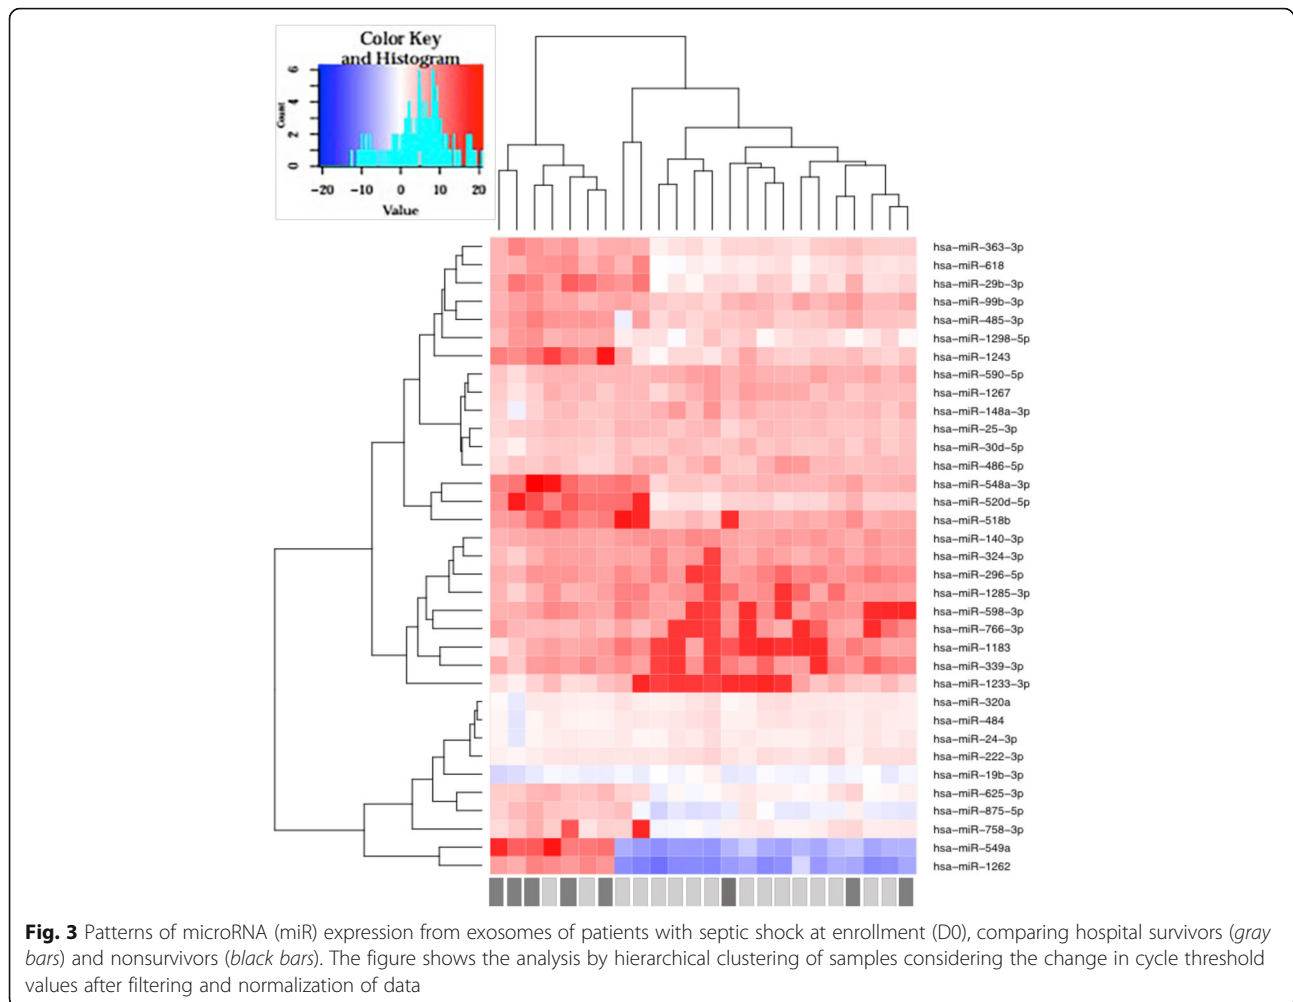 Color Key
and Histogram
Count
0 2 4 6
−20 −10 0 10 20
Value
hsa−miR−363−3p
hsa−miR−618
hsa−miR−29b−3p
hsa−miR−99b−3p
hsa−miR−485−3p
hsa−miR−1298−5p
hsa−miR−1243
hsa−miR−590−5p
hsa−miR−1267
hsa−miR−148a−3p
hsa−miR−25−3p
hsa−miR−30d−5p
hsa−miR−486−5p
hsa−miR−548a−3p
hsa−miR−520d−5p
hsa−miR−518b
hsa−miR−140−3p
hsa−miR−324−3p
hsa−miR−296−5p
hsa−miR−1285−3p
hsa−miR−598−3p
hsa−miR−766−3p
hsa−miR−1183
hsa−miR−339−3p
hsa−miR−1233−3p
hsa−miR−320a
hsa−miR−484
hsa−miR−24−3p
hsa−miR−222−3p
hsa−miR−19b−3p
hsa−miR−625−3p
hsa−miR−875−5p
hsa−miR−758−3p
hsa−miR−549a
hsa−miR−1262
Fig. 3 Patterns of microRNA (miR) expression from exosomes of patients with septic shock at enrollment (D0), comparing hospital survivors (gray
bars) and nonsurvivors (black bars). The figure shows the analysis by hierarchical clustering of samples considering the change in cycle threshold
values after filtering and normalization of data